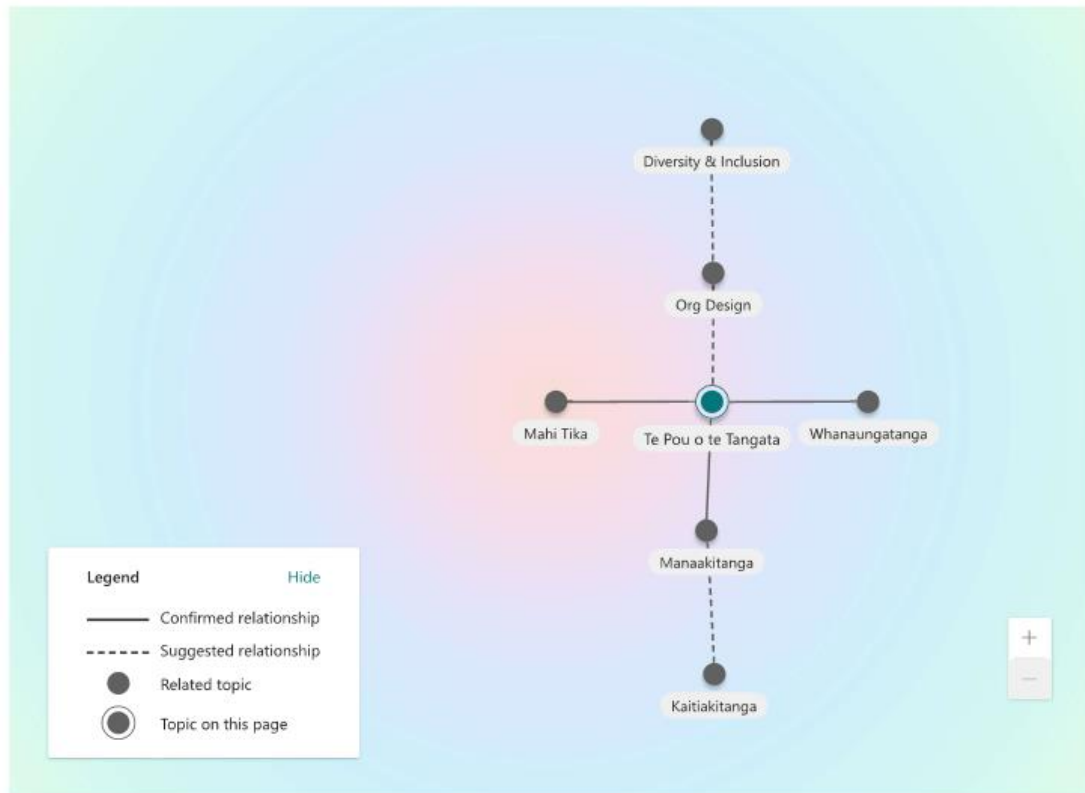 Diversity & Inclusion
Org Design
Mahi Tika
Te Pou o te Tangata
Whanaungatanga
Manaakitanga
Kaitiakitanga
Legend Hide
Confirmed relationship
Suggested relationship
Related topic
Topic on this page